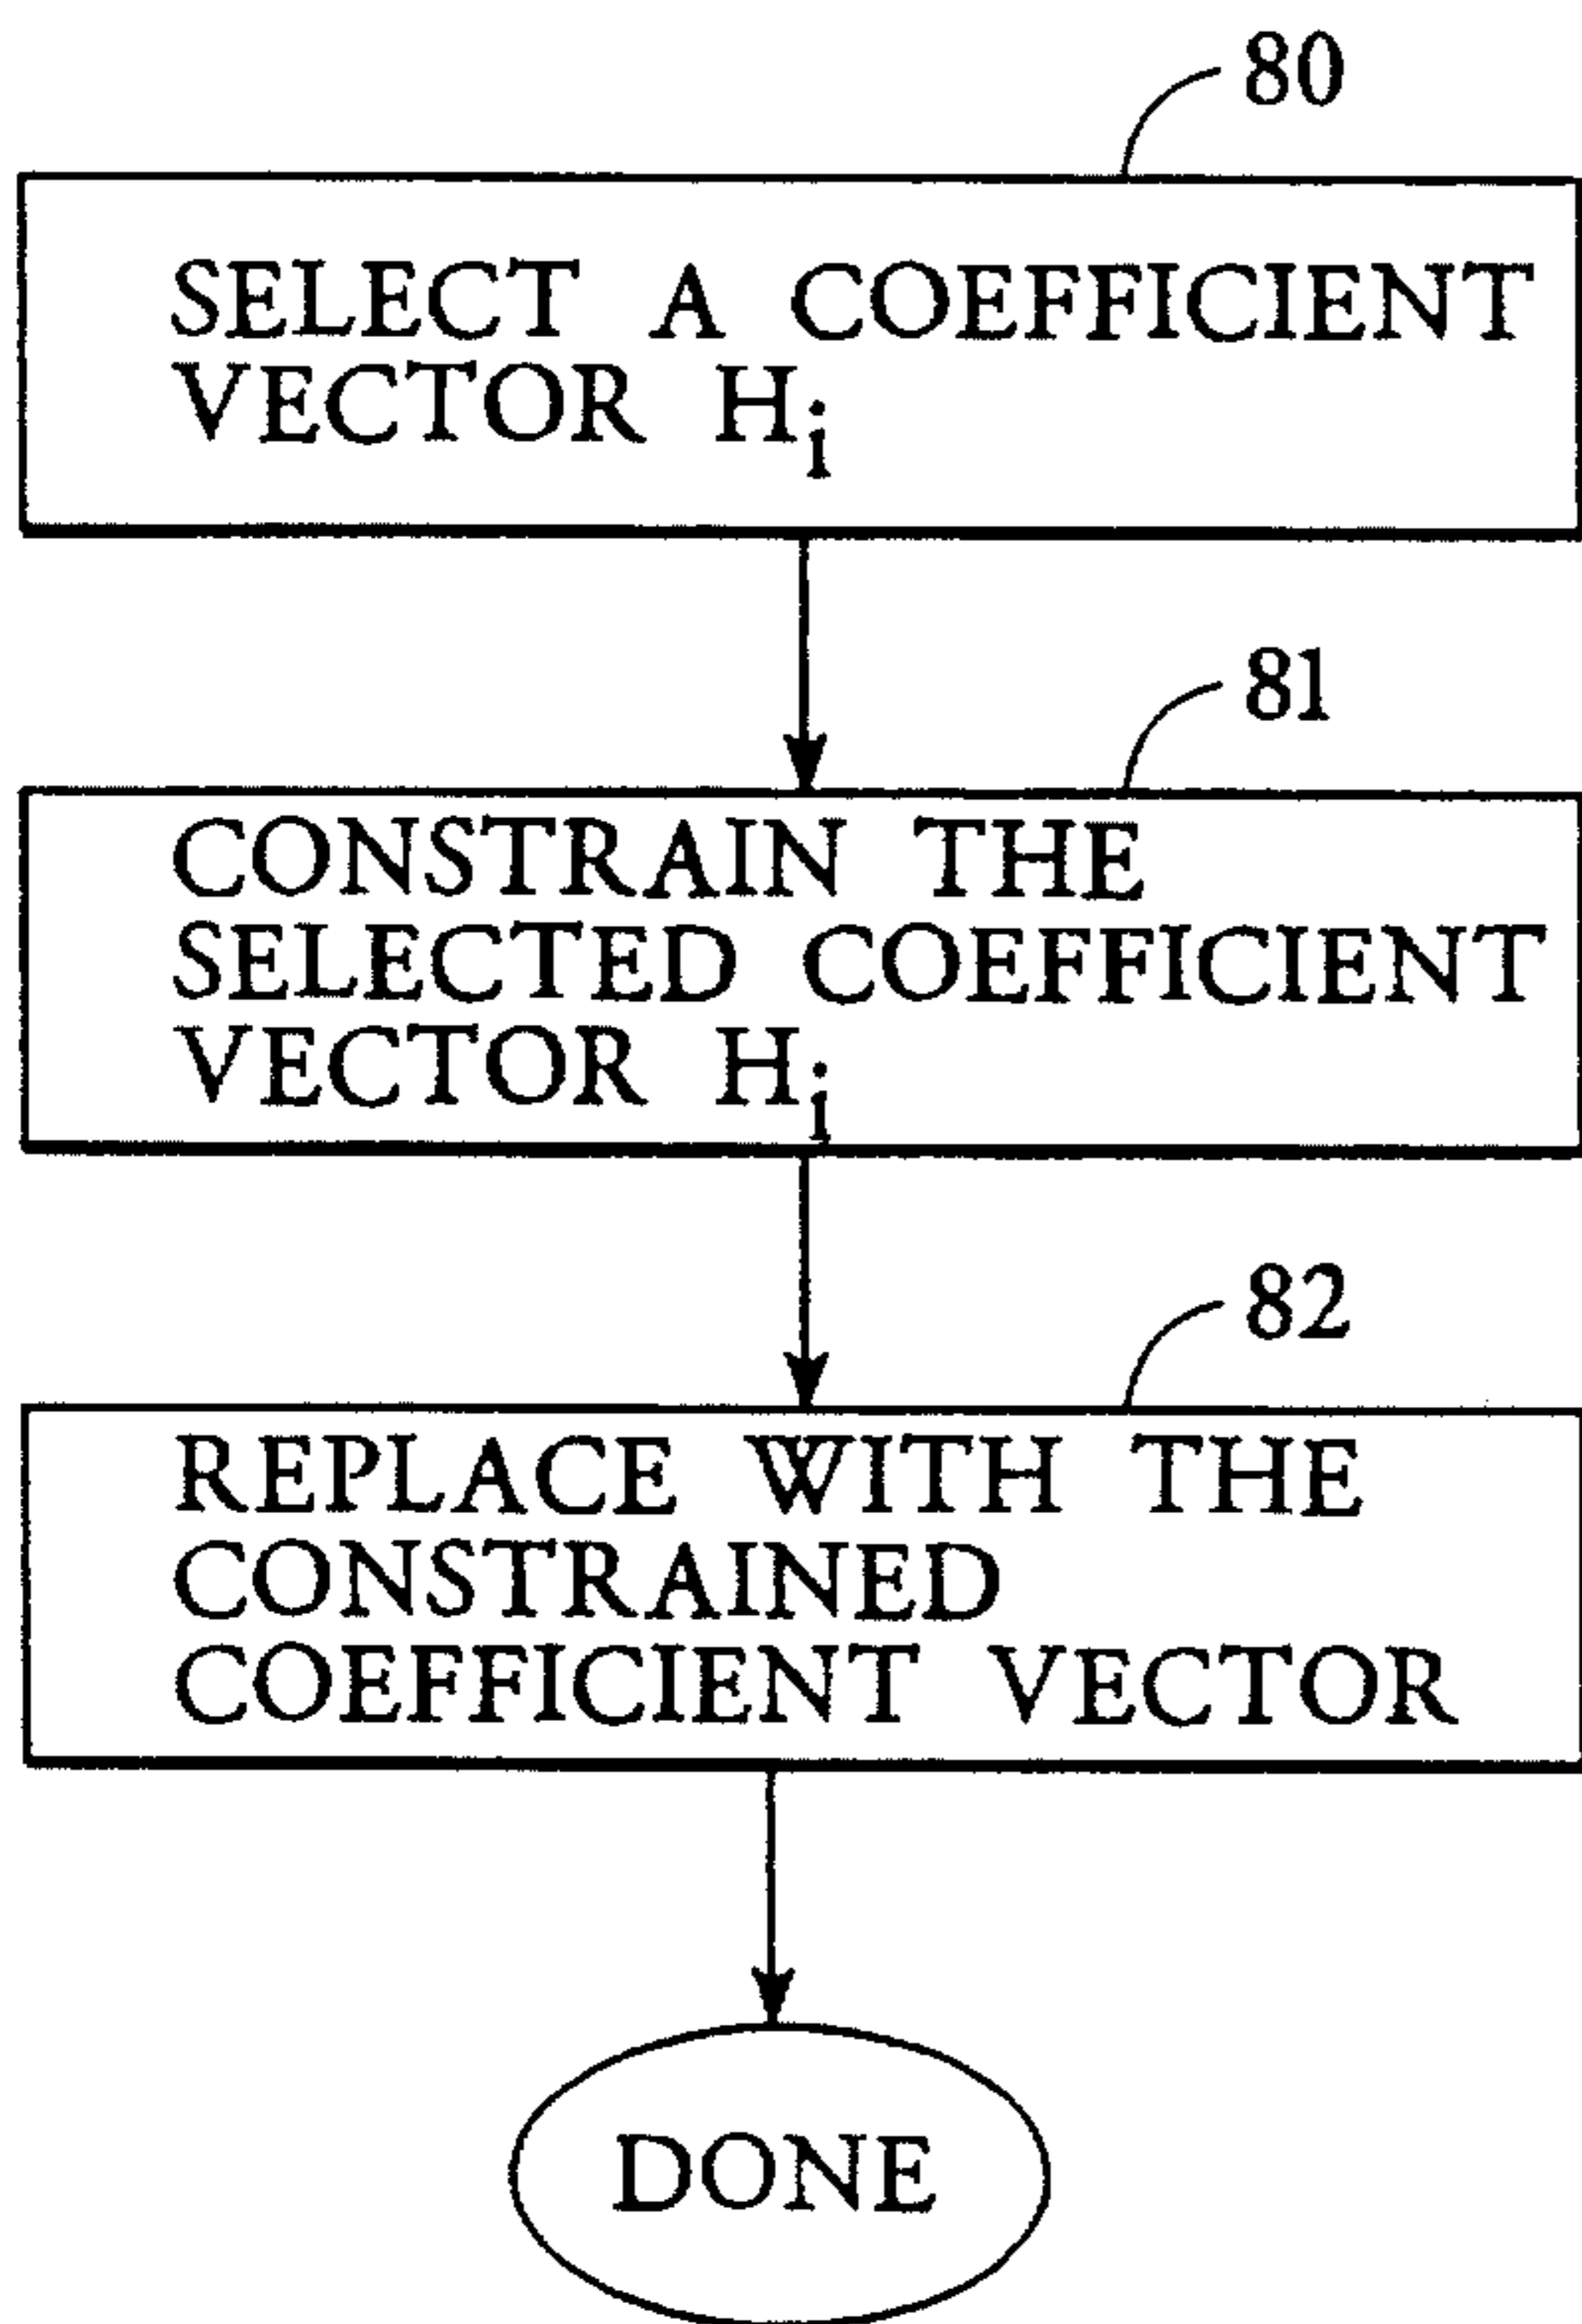 80
SELECT A COEFFICIENT
VECTOR Hi
81
CONSTRAIN THE
SELECTED COEFFICIENT
VECTOR Hi
82
REPLACE WITH THE
CONSTRAINED
COEFFICIENT VECTOR
DONE